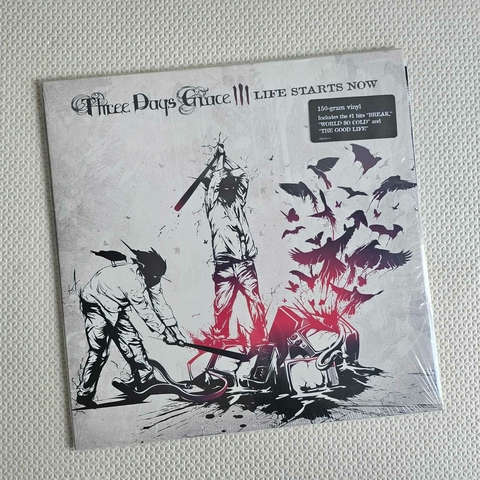 Three Days Grace III LIFE STARTS NOW
150-gram vinyl
Includes the #1 hits "BREAK,"
"WORLD SO COLD" and
"THE GOOD LIFE"